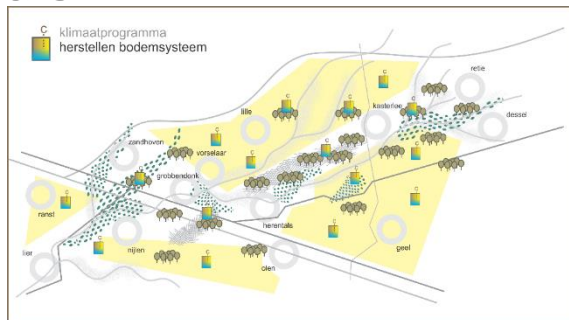 C
klimaatprogramma
herstellen bodemsysteem
retie
lille
kasterlee
dessel
zandhoven
vorselaar
grobbendonk
ranst
herentals
nijlen
lier
geel
olen